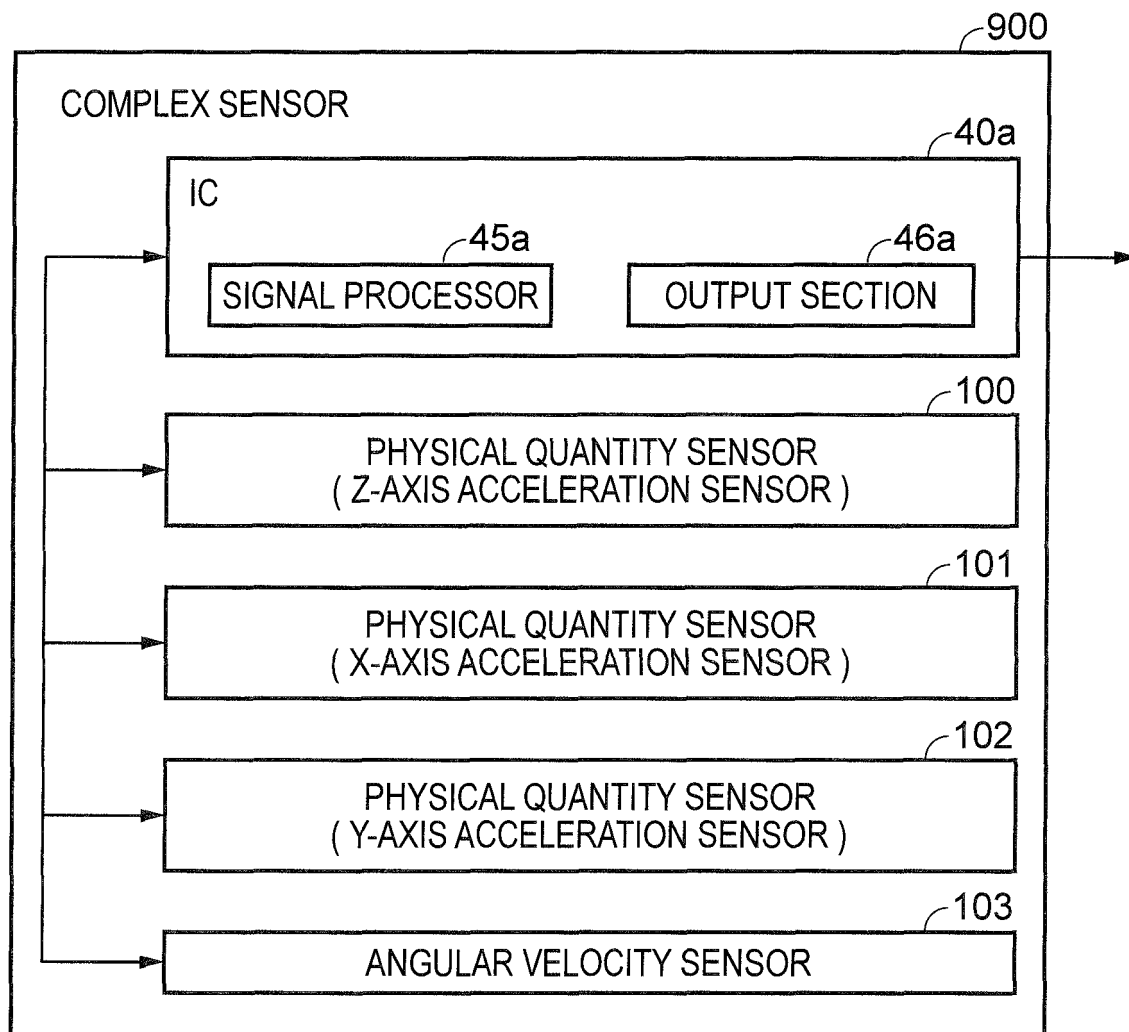 900
COMPLEX SENSOR
40a
IC
45a
46a
SIGNAL PROCESSOR
OUTPUT SECTION
100
PHYSICAL QUANTITY SENSOR
( Z-AXIS ACCELERATION SENSOR )
101
PHYSICAL QUANTITY SENSOR
( X-AXIS ACCELERATION SENSOR )
102
PHYSICAL QUANTITY SENSOR
( Y-AXIS ACCELERATION SENSOR )
103
ANGULAR VELOCITY SENSOR